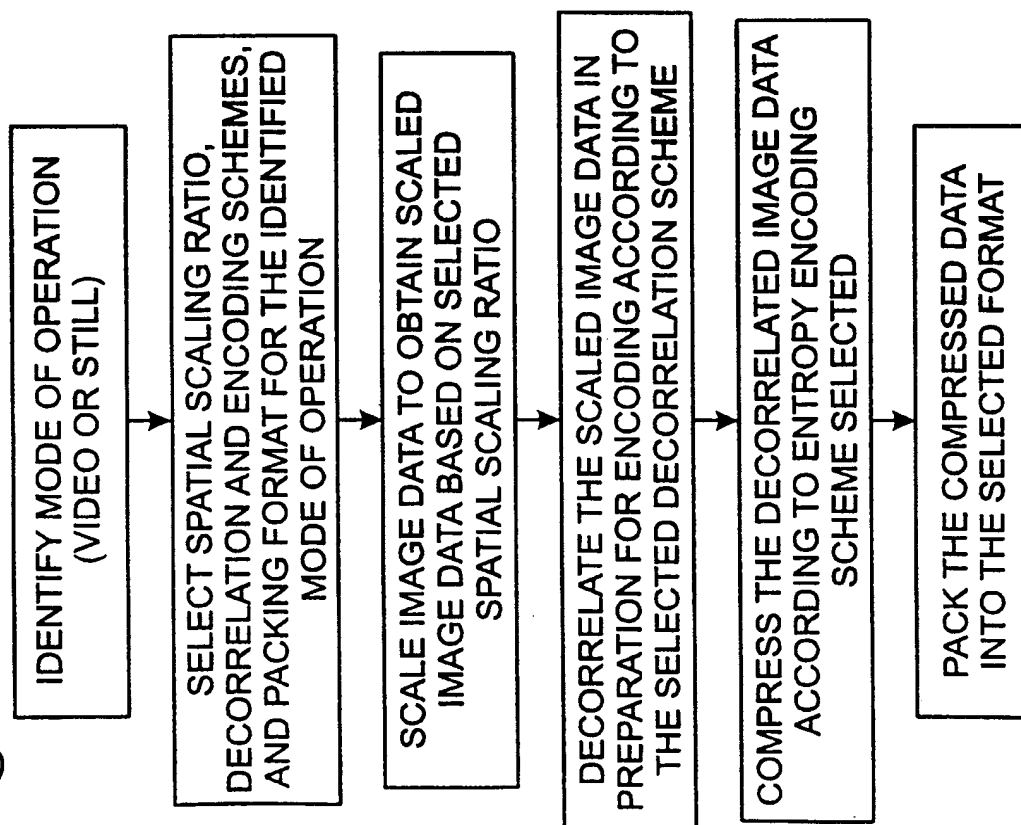 IDENTIFY MODE OF OPERATION
(VIDEO OR STILL)
SELECT SPATIAL SCALING RATIO,
DECORRELATION AND ENCODING SCHEMES,
AND PACKING FORMAT FOR THE IDENTIFIED
MODE OF OPERATION
SCALE IMAGE DATA TO OBTAIN SCALED
IMAGE DATA BASED ON SELECTED
SPATIAL SCALING RATIO
DECORRELATE THE SCALED IMAGE DATA IN
PREPARATION FOR ENCODING ACCORDING TO
THE SELECTED DECORRELATION SCHEME
COMPRESS THE DECORRELATED IMAGE DATA
ACCORDING TO ENTROPY ENCODING
SCHEME SELECTED
PACK THE COMPRESSED DATA
INTO THE SELECTED FORMAT